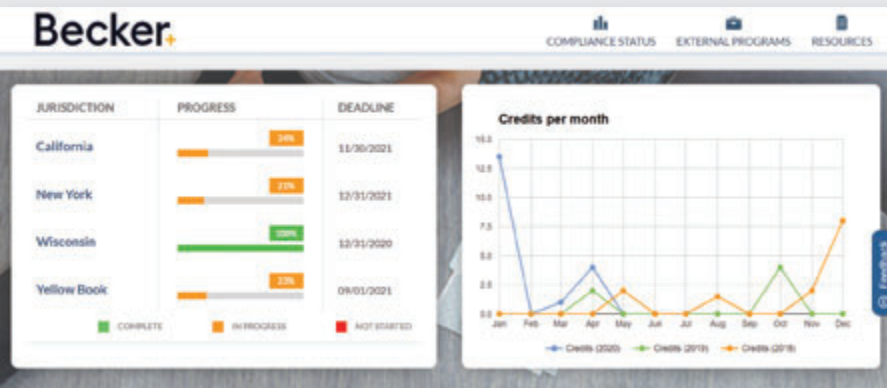 Becker+
COMPLIANCE STATUS EXTERNAL PROGRAMS RESOURCES
JURISDICTION PROGRESS DEADLINE
California 24% 11/30/2021
New York 21% 12/31/2021
Wisconsin 100% 12/31/2020
Yellow Book 23% 09/01/2021
COMPLETE IN PROGRESS NOT STARTED
Credits per month
15.0
12.5
10.0
7.5
5.0
2.5
0.0
Jan Feb Mar Apr May Jun Jul Aug Sep Oct Nov Dec
Credits (2020) Credits (2019) Credits (2018)
Feedback